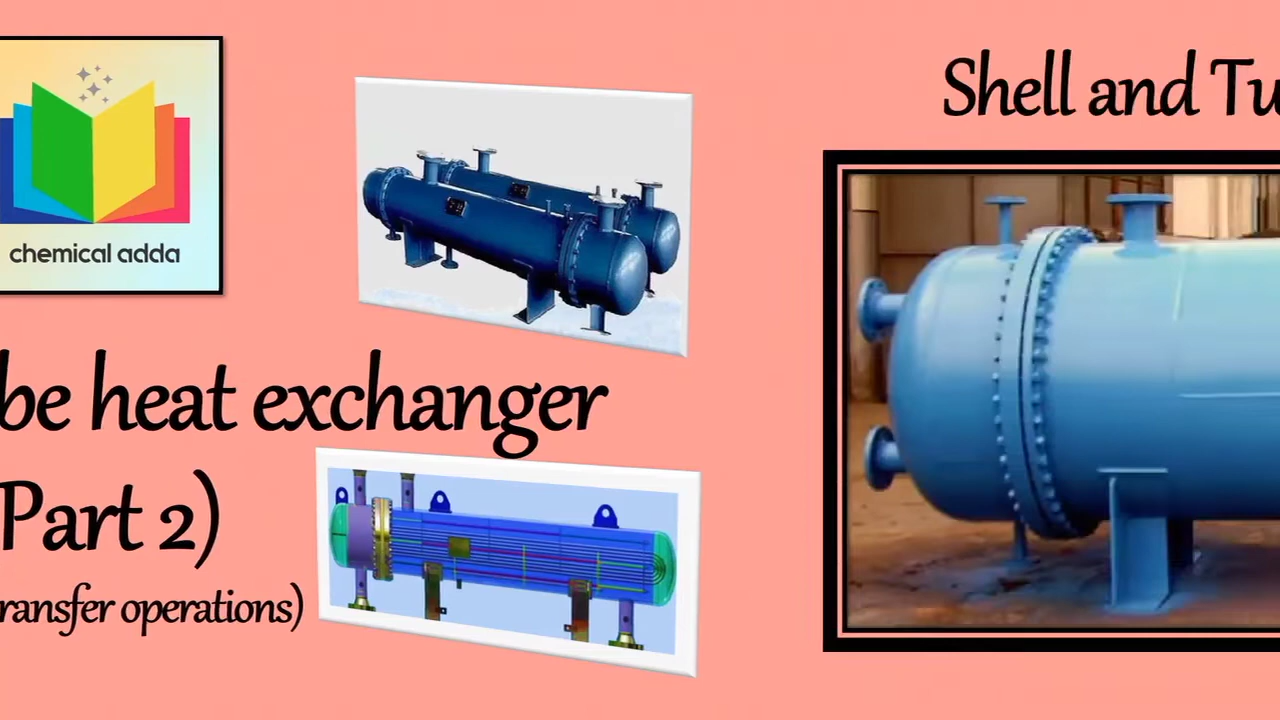 chemical adda
Shell and Tu
be heat exchanger
Part 2)
ransfer operations)